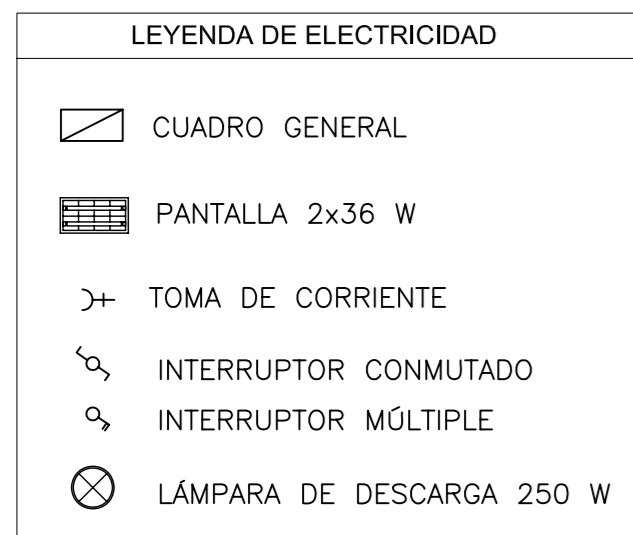 LEYENDA DE ELECTRICIDAD
CUADRO GENERAL
PANTALLA 2x36 W
TOMA DE CORRIENTE
INTERRUPTOR CONMUTADO
INTERRUPTOR MÚLTIPLE
LÁMPARA DE DESCARGA 250 W